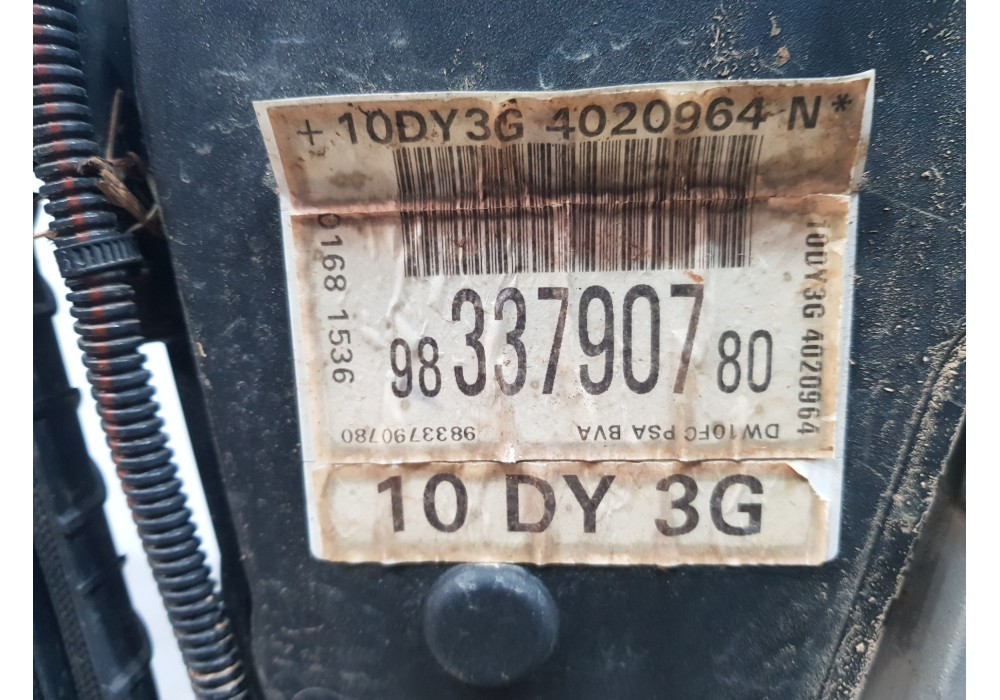 + 10DY3G 4020964 N*
0168 1536
10DY3G 4020964
98 337907 80
DW10FC PSA BVA 9833790780
10 DY 3G